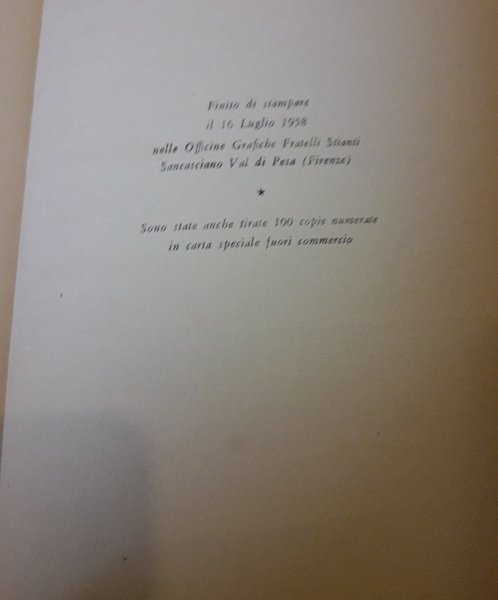 Finito di stampare
il 16 Luglio 1958
nelle Officine Grafiche Fratelli Stianti
Sancasciano Val di Pesa (Firenze)
★
Sono state anche tirate 100 copie numerate
in carta speciale fuori commercio